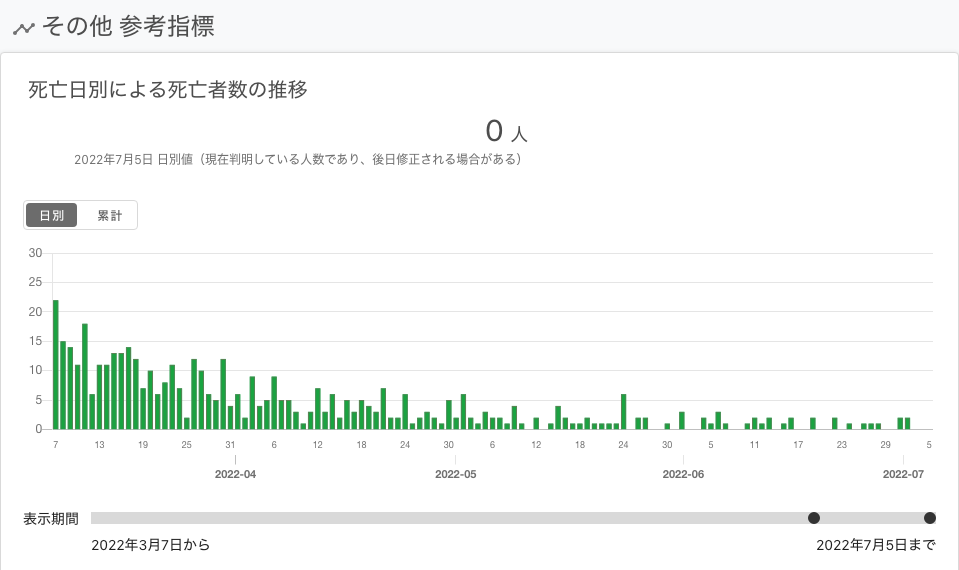 その他 参考指標
死亡日別による死亡者数の推移
0 人
2022年7月5日 日別値（現在判明している人数であり、後日修正される場合がある）
日別 累計
30
25
20
15
10
5
0
7 13 19 25 31 6 12 18 24 30 6 12 18 24 30 5 11 17 23 29 5
2022-04 2022-05 2022-06 2022-07
表示期間
2022年3月7日から 2022年7月5日まで